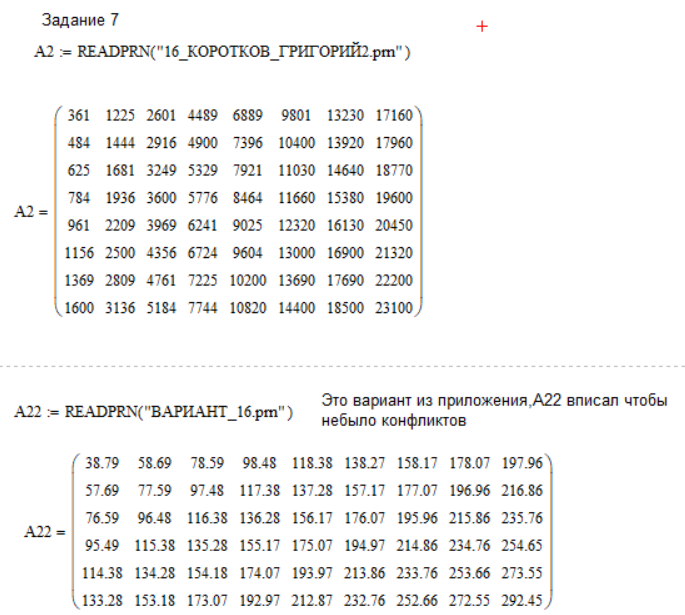 Задание 7
A2 := READPRN("16_КОРОТКОВ_ГРИГОРИЙ2.prn")
361 1225 2601 4489 6889 9801 13230 17160
484 1444 2916 4900 7396 10400 13920 17960
625 1681 3249 5329 7921 11030 14640 18770
784 1936 3600 5776 8464 11660 15380 19600
A2 =
961 2209 3969 6241 9025 12320 16130 20450
1156 2500 4356 6724 9604 13000 16900 21320
1369 2809 4761 7225 10200 13690 17690 22200
1600 3136 5184 7744 10820 14400 18500 23100
A22 := READPRN("ВАРИАНТ_16.prn")
Это вариант из приложения,А22 вписал чтобы
небыло конфликтов
38.79 58.69 78.59 98.48 118.38 138.27 158.17 178.07 197.96
57.69 77.59 97.48 117.38 137.28 157.17 177.07 196.96 216.86
76.59 96.48 116.38 136.28 156.17 176.07 195.96 215.86 235.76
A22 =
95.49 115.38 135.28 155.17 175.07 194.97 214.86 234.76 254.65
114.38 134.28 154.18 174.07 193.97 213.86 233.76 253.66 273.55
133.28 153.18 173.07 192.97 212.87 232.76 252.66 272.55 292.45